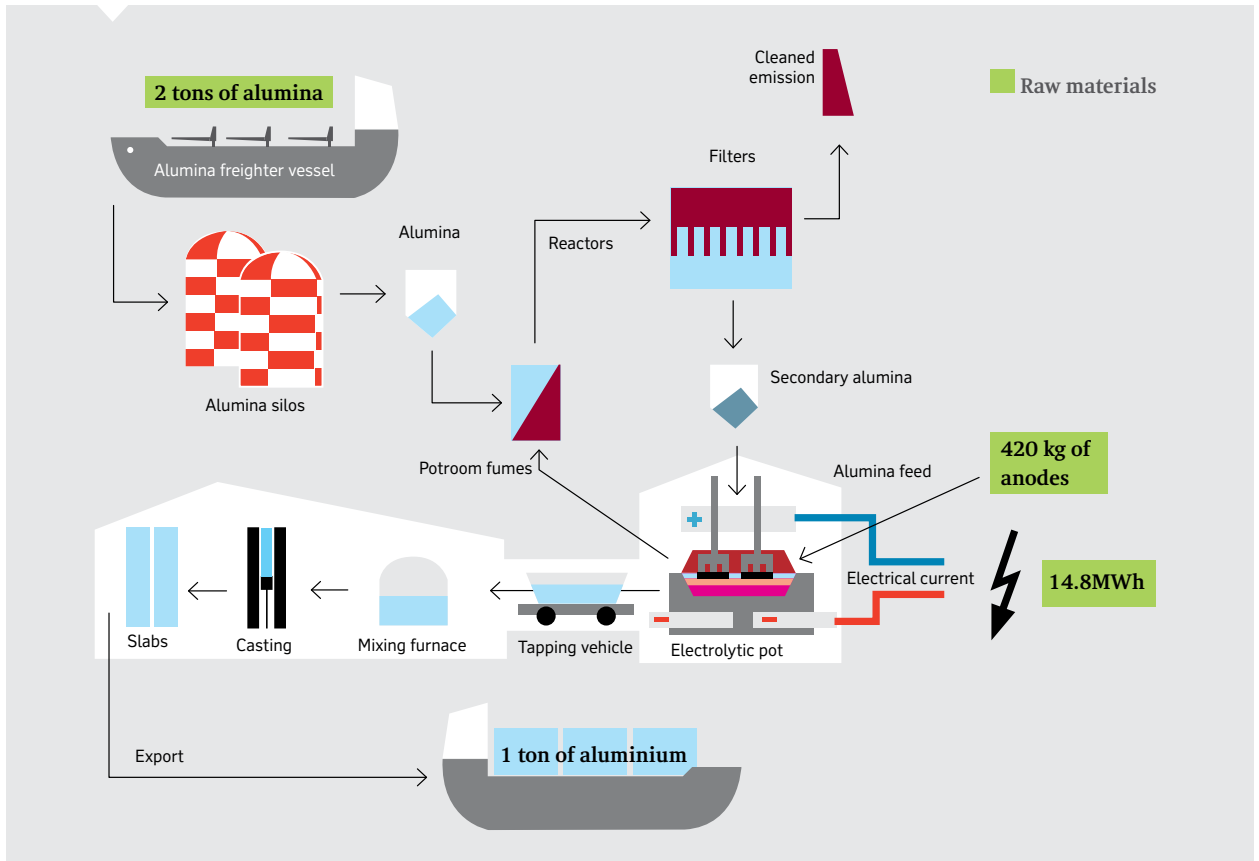 2 tons of alumina
Alumina freighter vessel
Cleaned
emission
Raw materials
Filters
Alumina
Reactors
Alumina silos
Secondary alumina
Potroom fumes
Alumina feed
420 kg of
anodes
Electrical current
14.8MWh
Slabs
Casting
Mixing furnace
Tapping vehicle
Electrolytic pot
Export
1 ton of aluminium